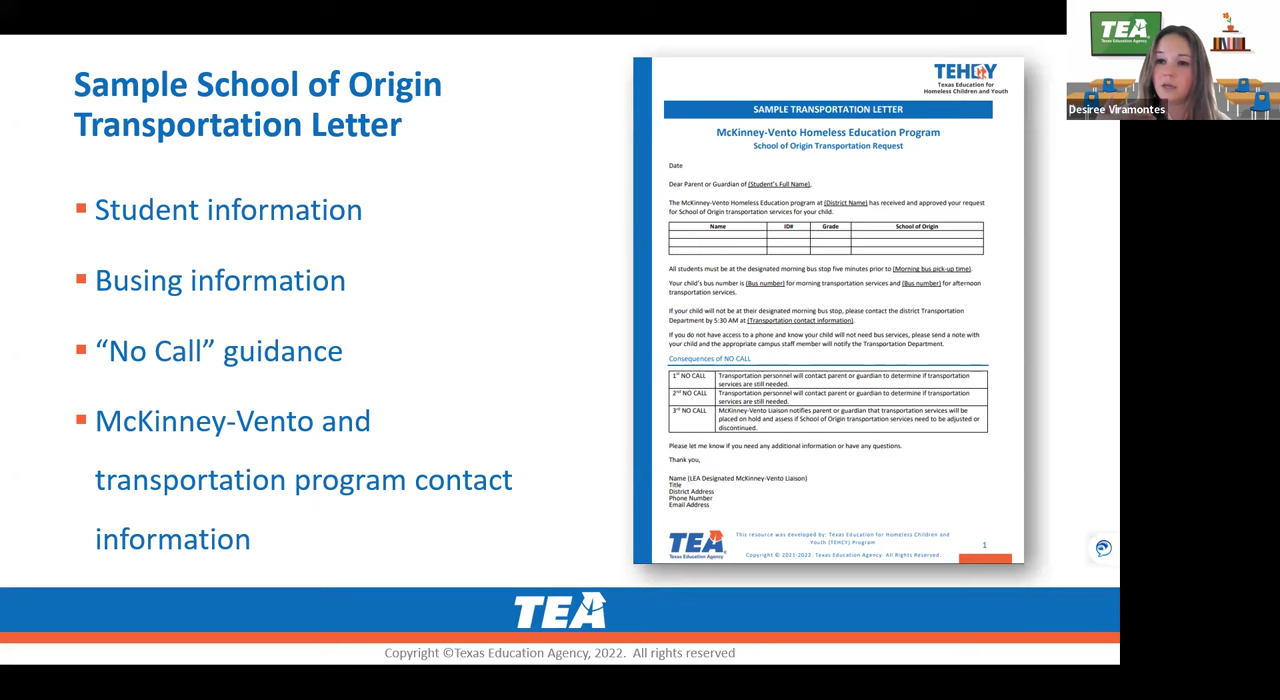 Sample School of Origin
Transportation Letter
Student information
Busing information
“No Call” guidance
McKinney-Vento and
transportation program contact
information
TEHCY
Texas Education for
Homeless Children and Youth
SAMPLE TRANSPORTATION LETTER
McKinney-Vento Homeless Education Program
School of Origin Transportation Request
Date
Dear Parent or Guardian of (Student's Full Name),
The McKinney-Vento Homeless Education program at (District Name) has received and approved your request
for School of Origin transportation services for your child.
Name ID# Grade School of Origin
All students must be at the designated morning bus stop five minutes prior to (Morning bus pick-up time).
Your child's bus number is (Bus number) for morning transportation services and (Bus number) for afternoon
transportation services.
If your child will not be at their designated morning bus stop, please contact the district Transportation
Department by 5:30 AM at (Transportation contact information).
If you do not have access to a phone and know your child will not need bus services, please send a note with
your child and the appropriate campus staff member will notify the Transportation Department.
Consequences of NO CALL
1st NO CALL Transportation personnel will contact parent or guardian to determine if transportation
services are still needed.
2nd NO CALL Transportation personnel will contact parent or guardian to determine if transportation
services are still needed.
3rd NO CALL McKinney-Vento Liaison notifies parent or guardian that transportation services will be
placed on hold and assess if School of Origin transportation services need to be adjusted or
discontinued.
Please let me know if you need any additional information or have any questions.
Thank you,
Name (LEA Designated McKinney-Vento Liaison)
Title
District Address
Phone Number
Email Address
TEA
Texas Education Agency
This resource was developed by: Texas Education for Homeless Children and
Youth (TEHCY) Program
Copyright © 2021-2022. Texas Education Agency. All Rights Reserved.
1
TEA
Texas Education Agency
Desiree Viramontes
TEA
Copyright ©Texas Education Agency, 2022. All rights reserved